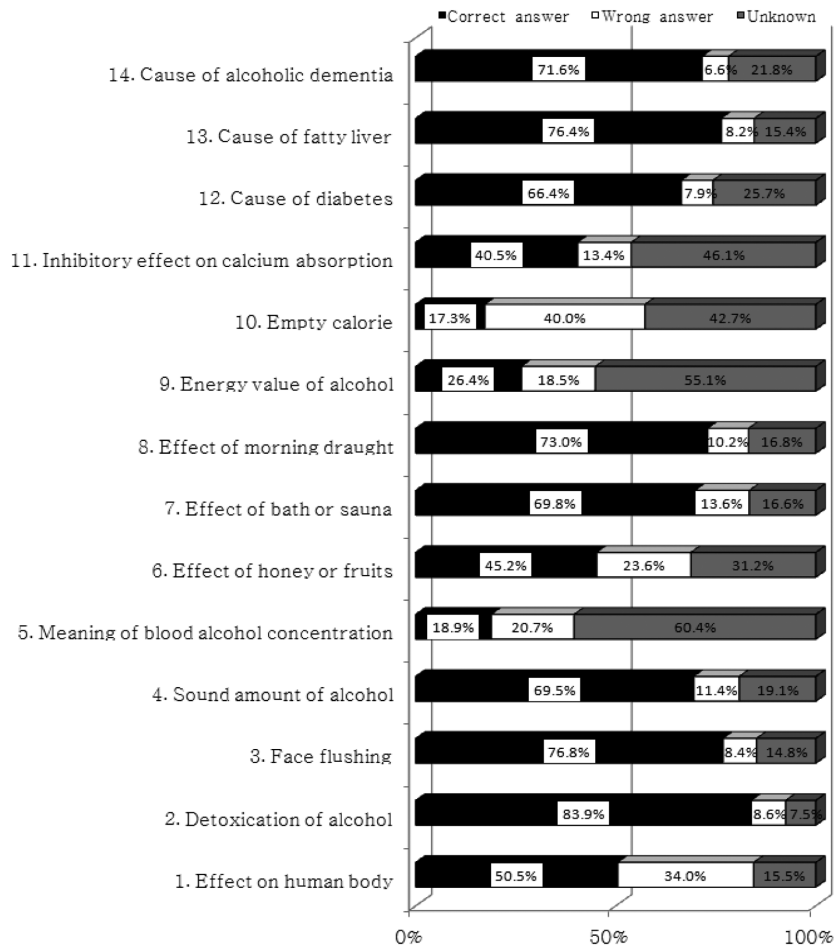 ■Correct answer □Wrong answer ■Unknown
14. Cause of alcoholic dementia 71.6% 6.6% 21.8%
13. Cause of fatty liver 76.4% 8.2% 15.4%
12. Cause of diabetes 66.4% 7.9% 25.7%
11. Inhibitory effect on calcium absorption 40.5% 13.4% 46.1%
10. Empty calorie 17.3% 40.0% 42.7%
9. Energy value of alcohol 26.4% 18.5% 55.1%
8. Effect of morning draught 73.0% 10.2% 16.8%
7. Effect of bath or sauna 69.8% 13.6% 16.6%
6. Effect of honey or fruits 45.2% 23.6% 31.2%
5. Meaning of blood alcohol concentration 18.9% 20.7% 60.4%
4. Sound amount of alcohol 69.5% 11.4% 19.1%
3. Face flushing 76.8% 8.4% 14.8%
2. Detoxication of alcohol 83.9% 8.6% 7.5%
1. Effect on human body 50.5% 34.0% 15.5%
0% 50% 100%